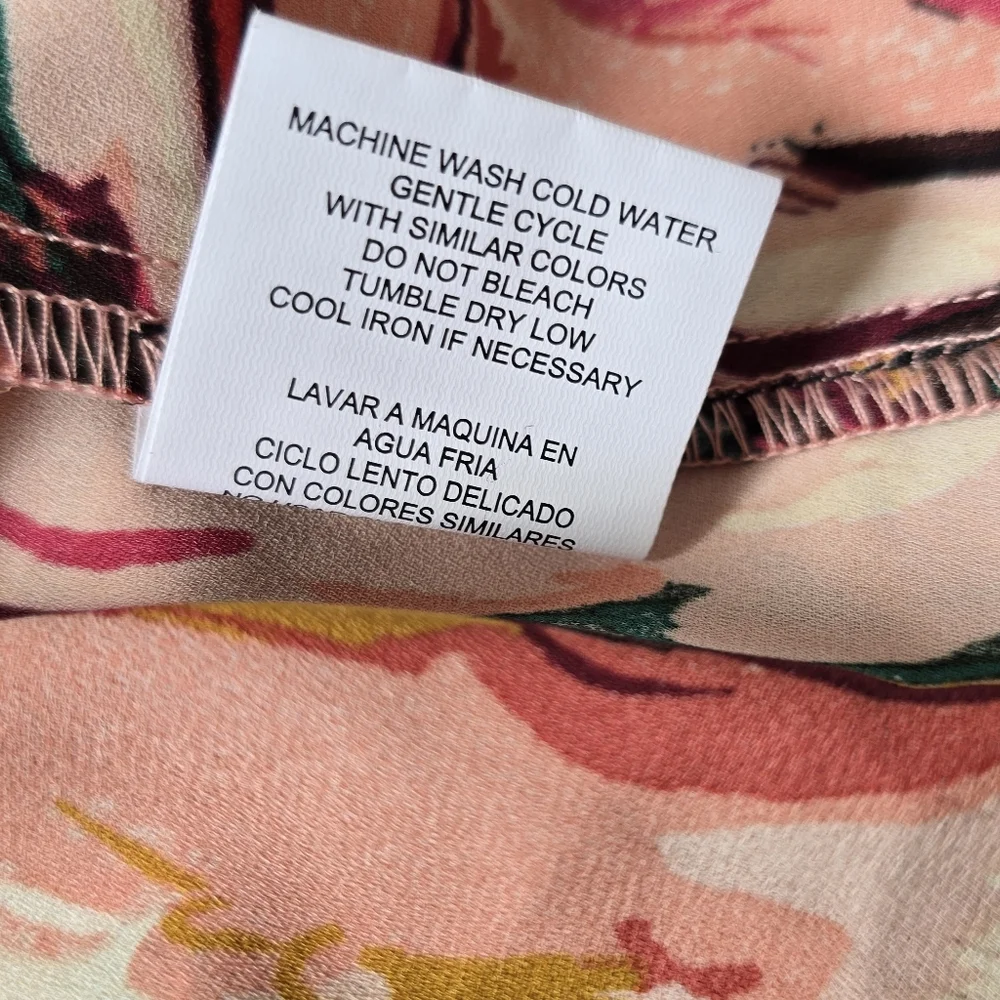 MACHINE WASH COLD WATER
GENTLE CYCLE
WITH SIMILAR COLORS
DO NOT BLEACH
TUMBLE DRY LOW
COOL IRON IF NECESSARY
LAVAR A MAQUINA EN
AGUA FRIA
CICLO LENTO DELICADO
CON COLORES SIMILARES
NO